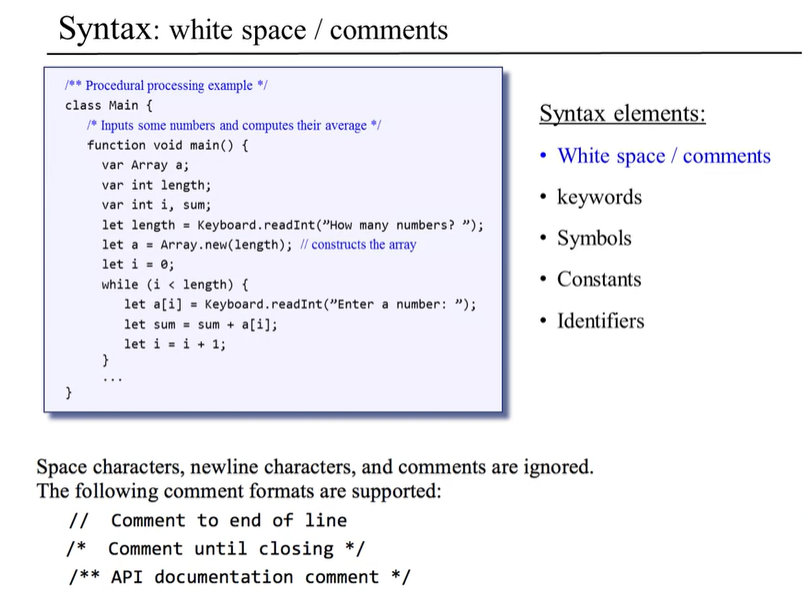 Syntax: white space / comments
/** Procedural processing example */
class Main {
/* Inputs some numbers and computes their average */
function void main() {
var Array a;
var int length;
var int i, sum;
let length = Keyboard.readInt(”How many numbers? ”);
let a = Array.new(length); // constructs the array
let i = 0;
while (i < length) {
let a[i] = Keyboard.readInt(”Enter a number: ”);
let sum = sum + a[i];
let i = i + 1;
}
...
}
Syntax elements:
• White space / comments
• keywords
• Symbols
• Constants
• Identifiers
Space characters, newline characters, and comments are ignored.
The following comment formats are supported:
// Comment to end of line
/* Comment until closing */
/** API documentation comment */